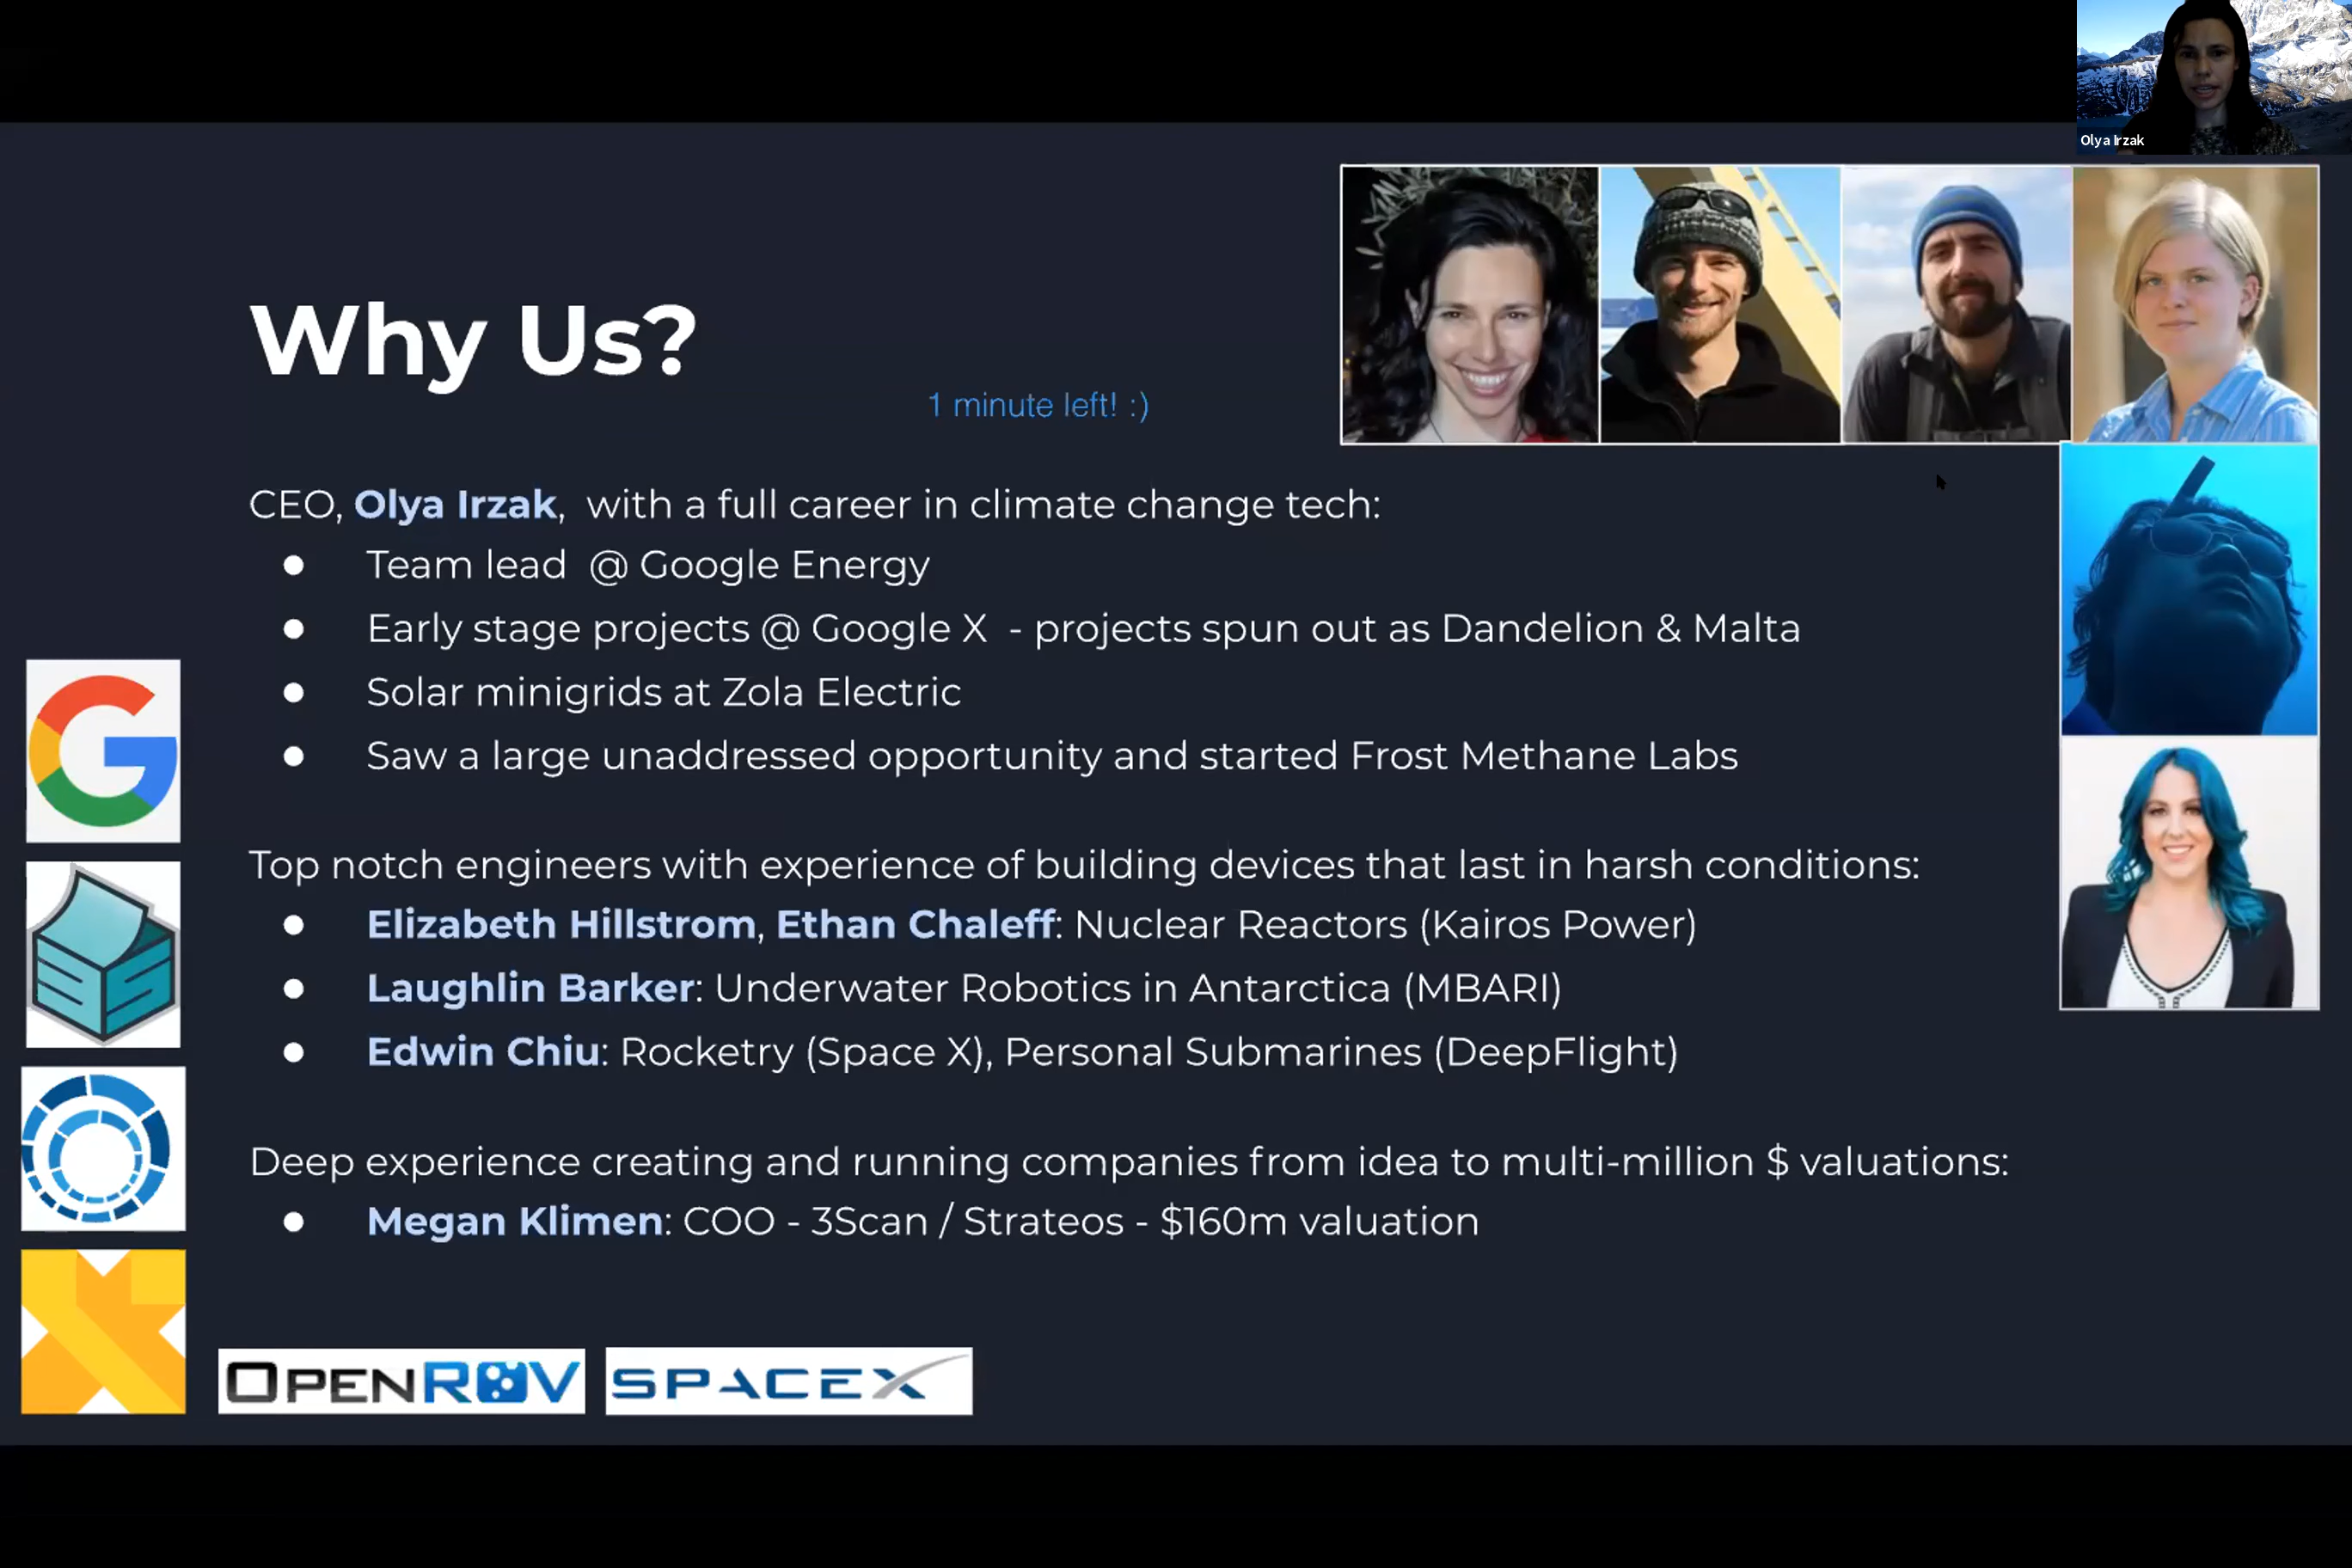 Olya Irzak
Why Us?
1 minute left! :)
CEO, Olya Irzak, with a full career in climate change tech:
● Team lead @ Google Energy
● Early stage projects @ Google X - projects spun out as Dandelion & Malta
● Solar minigrids at Zola Electric
● Saw a large unaddressed opportunity and started Frost Methane Labs
Top notch engineers with experience of building devices that last in harsh conditions:
● Elizabeth Hillstrom, Ethan Chaleff: Nuclear Reactors (Kairos Power)
● Laughlin Barker: Underwater Robotics in Antarctica (MBARI)
● Edwin Chiu: Rocketry (Space X), Personal Submarines (DeepFlight)
Deep experience creating and running companies from idea to multi-million $ valuations:
● Megan Klimen: COO - 3Scan / Strateos - $160m valuation
G
3S
OPENROV
SPACEX